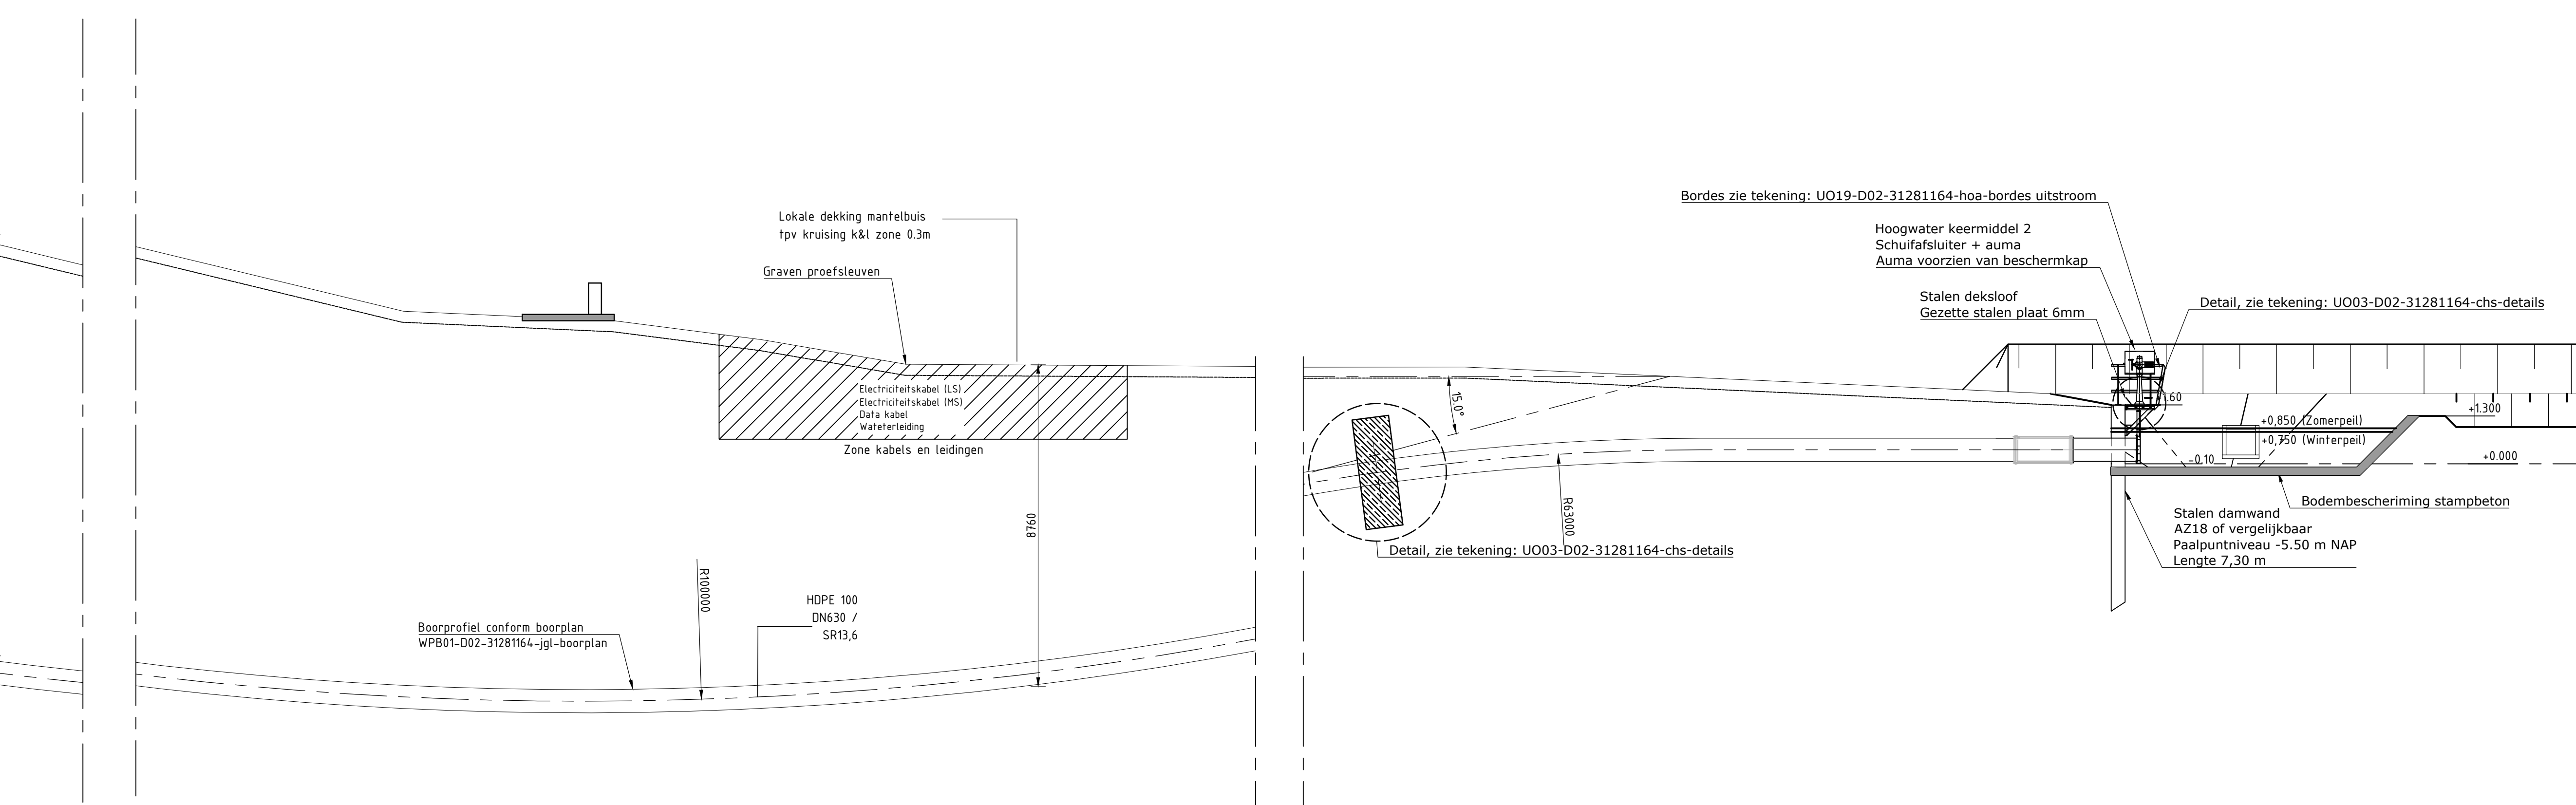 Lokale dekking mantelbuis
tpv kruising k&l zone 0.3m
Graven proefsleuven
Electriciteitskabel (LS)
Electriciteitskabel (MS)
Data kabel
Wateterleiding
Zone kabels en leidingen
8760
R100000
HDPE 100
DN630 /
SR13,6
Boorprofiel conform boorplan
WPB01-D02-31281164-jgl-boorplan
Bordes zie tekening: UO19-D02-31281164-hoa-bordes uitstroom
Hoogwater keermiddel 2
Schuifafsluiter + auma
Auma voorzien van beschermkap
Stalen deksloof
Gezette stalen plaat 6mm
Detail, zie tekening: UO03-D02-31281164-chs-details
15.0°
R63000
Detail, zie tekening: UO03-D02-31281164-chs-details
+1.300
+0,850 (Zomerpeil)
+0,750 (Winterpeil)
-0.10
+0.000
Bodembescheriming stampbeton
Stalen damwand
AZ18 of vergelijkbaar
Paalpuntniveau -5.50 m NAP
Lengte 7,30 m